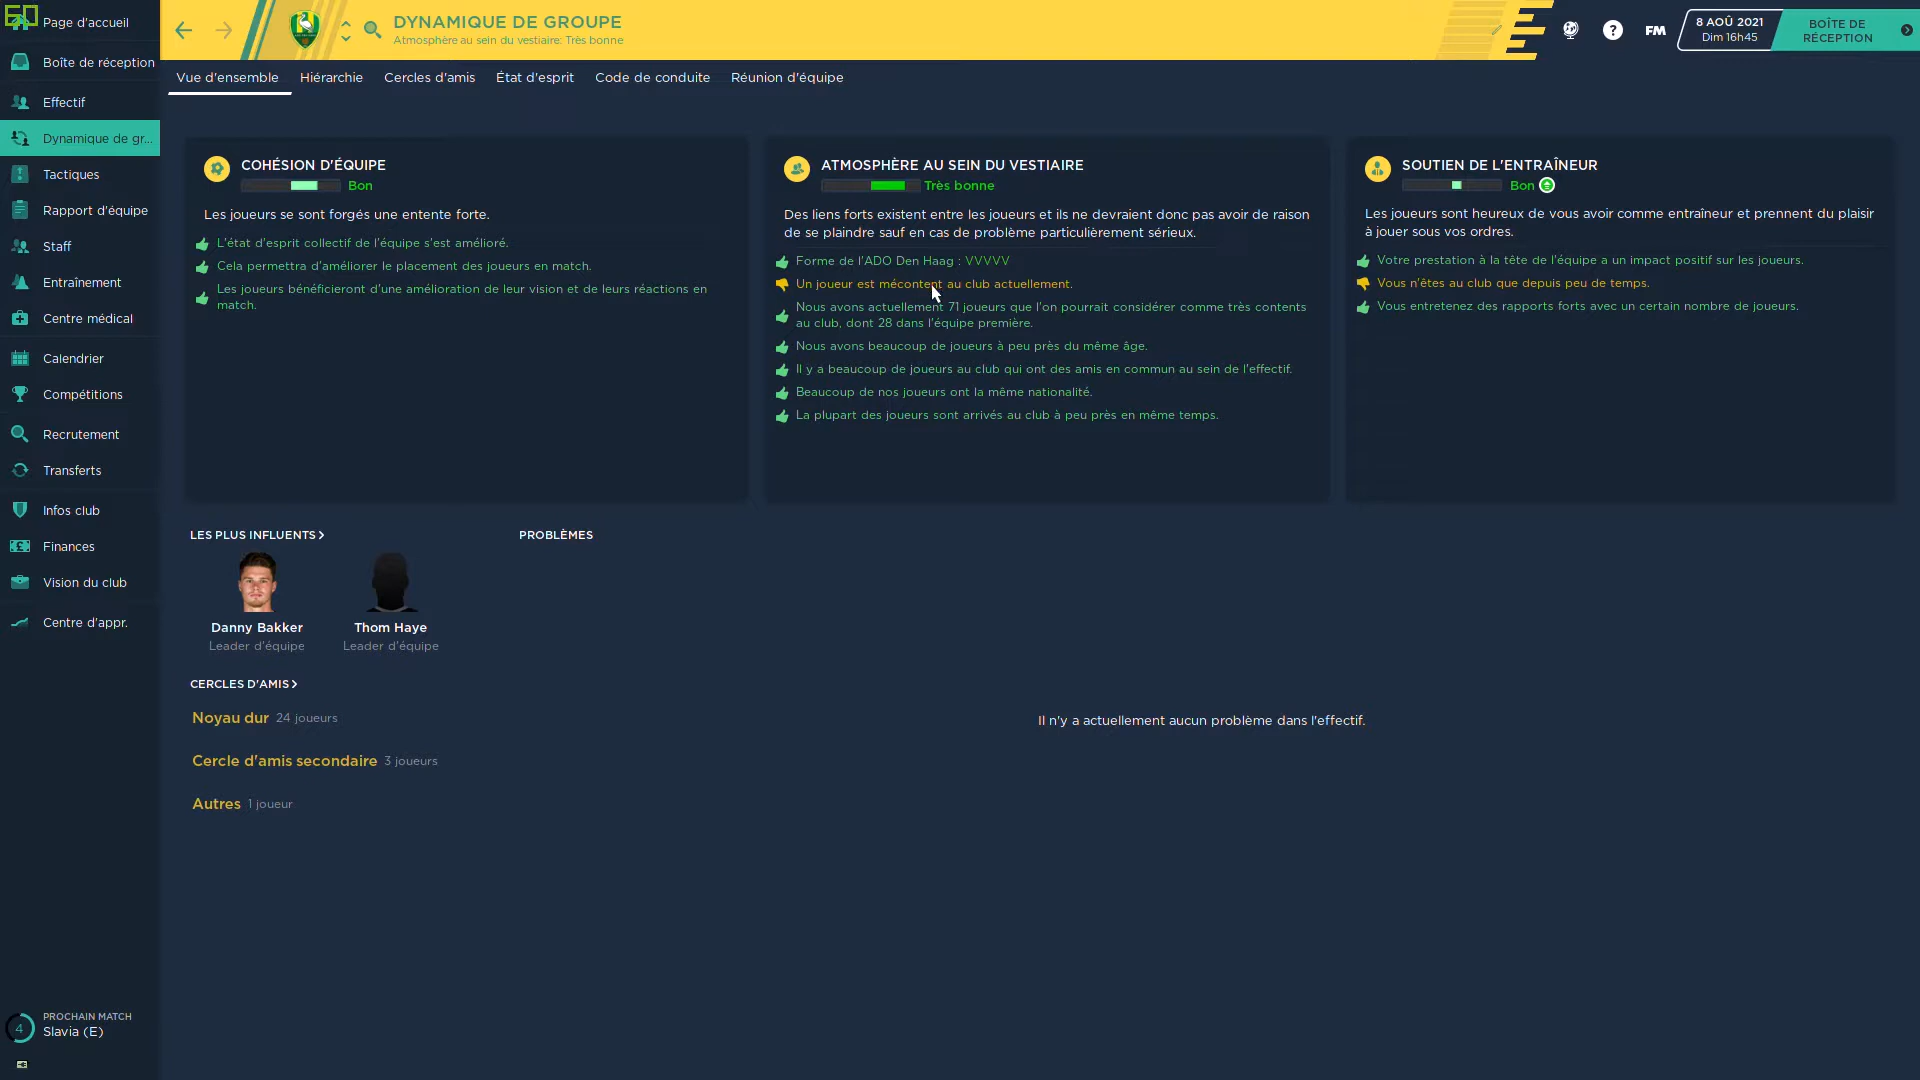 60
Page d'accueil
Boîte de réception
Effectif
Dynamique de gr...
Tactiques
Rapport d'équipe
Staff
Entraînement
Centre médical
Calendrier
Compétitions
Recrutement
Transferts
Infos club
Finances
Vision du club
Centre d'appr.
4
PROCHAIN MATCH
Slavia (E)
DYNAMIQUE DE GROUPE
Atmosphère au sein du vestiaire: Très bonne
?
FM
8 AOÛ 2021
Dim 16h45
BOÎTE DE
RÉCEPTION
Vue d'ensemble
Hiérarchie
Cercles d'amis
État d'esprit
Code de conduite
Réunion d'équipe
COHÉSION D'ÉQUIPE
Bon
Les joueurs se sont forgés une entente forte.
L'état d'esprit collectif de l'équipe s'est amélioré.
Cela permettra d'améliorer le placement des joueurs en match.
Les joueurs bénéficieront d'une amélioration de leur vision et de leurs réactions en
match.
ATMOSPHÈRE AU SEIN DU VESTIAIRE
Très bonne
Des liens forts existent entre les joueurs et ils ne devraient donc pas avoir de raison
de se plaindre sauf en cas de problème particulièrement sérieux.
Forme de l'ADO Den Haag : VVVVV
Un joueur est mécontent au club actuellement.
Nous avons actuellement 71 joueurs que l'on pourrait considérer comme très contents
au club, dont 28 dans l'équipe première.
Nous avons beaucoup de joueurs à peu près du même âge.
Il y a beaucoup de joueurs au club qui ont des amis en commun au sein de l'effectif.
Beaucoup de nos joueurs ont la même nationalité.
La plupart des joueurs sont arrivés au club à peu près en même temps.
SOUTIEN DE L'ENTRAÎNEUR
Bon
Les joueurs sont heureux de vous avoir comme entraîneur et prennent du plaisir
à jouer sous vos ordres.
Votre prestation à la tête de l'équipe a un impact positif sur les joueurs.
Vous n'êtes au club que depuis peu de temps.
Vous entretenez des rapports forts avec un certain nombre de joueurs.
LES PLUS INFLUENTS
Danny Bakker
Leader d'équipe
Thom Haye
Leader d'équipe
CERCLES D'AMIS
Noyau dur 24 joueurs
Cercle d'amis secondaire 3 joueurs
Autres 1 joueur
PROBLÈMES
Il n'y a actuellement aucun problème dans l'effectif.